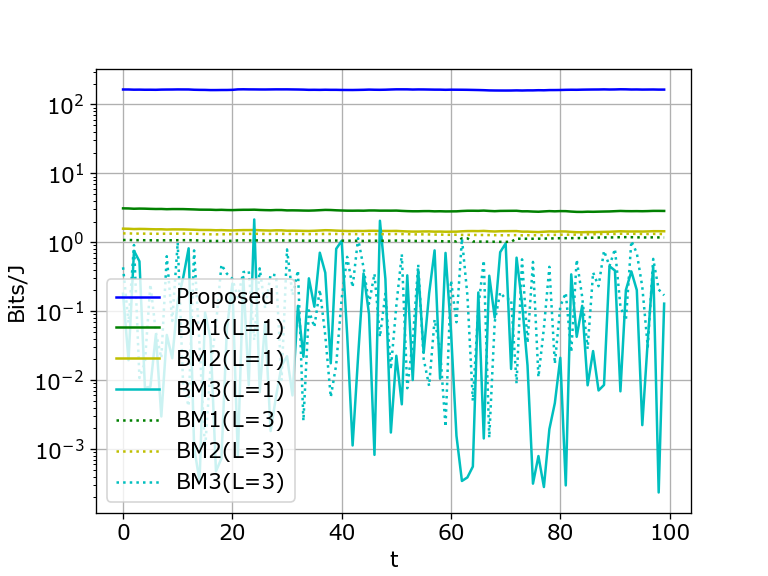 Bits/J
10²
10¹
10⁰
10⁻¹
10⁻²
10⁻³
Proposed
BM1(L=1)
BM2(L=1)
BM3(L=1)
BM1(L=3)
BM2(L=3)
BM3(L=3)
0 20 40 60 80 100
t